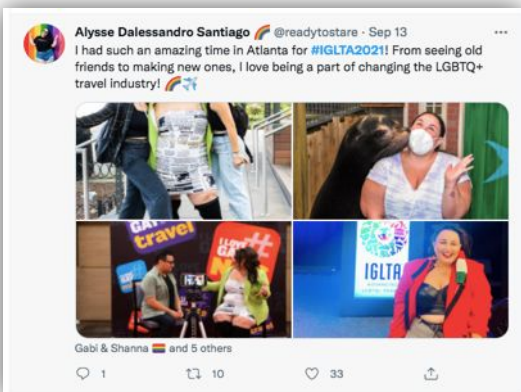 Alysse Dalessandro Santiago 🌈 @readytostare · Sep 13
I had such an amazing time in Atlanta for #IGLTA2021! From seeing old
friends to making new ones, I love being a part of changing the LGBTQ+
travel industry! 🌈✈️
travel
IGLTA
Gabi & Shanna 🏳️‍🌈 and 5 others
1
10
33